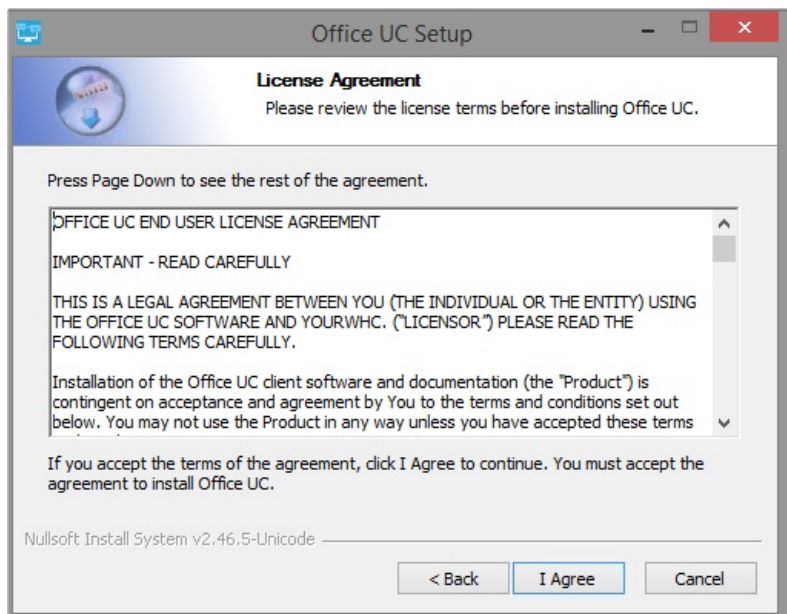 Office UC Setup
License Agreement
Please review the license terms before installing Office UC.
Press Page Down to see the rest of the agreement.
OFFICE UC END USER LICENSE AGREEMENT
IMPORTANT - READ CAREFULLY
THIS IS A LEGAL AGREEMENT BETWEEN YOU (THE INDIVIDUAL OR THE ENTITY) USING
THE OFFICE UC SOFTWARE AND YOURWHC. ("LICENSOR") PLEASE READ THE
FOLLOWING TERMS CAREFULLY.
Installation of the Office UC client software and documentation (the "Product") is
contingent on acceptance and agreement by You to the terms and conditions set out
below. You may not use the Product in any way unless you have accepted these terms
If you accept the terms of the agreement, click I Agree to continue. You must accept the
agreement to install Office UC.
Nullsoft Install System v2.46.5-Unicode
< Back
I Agree
Cancel